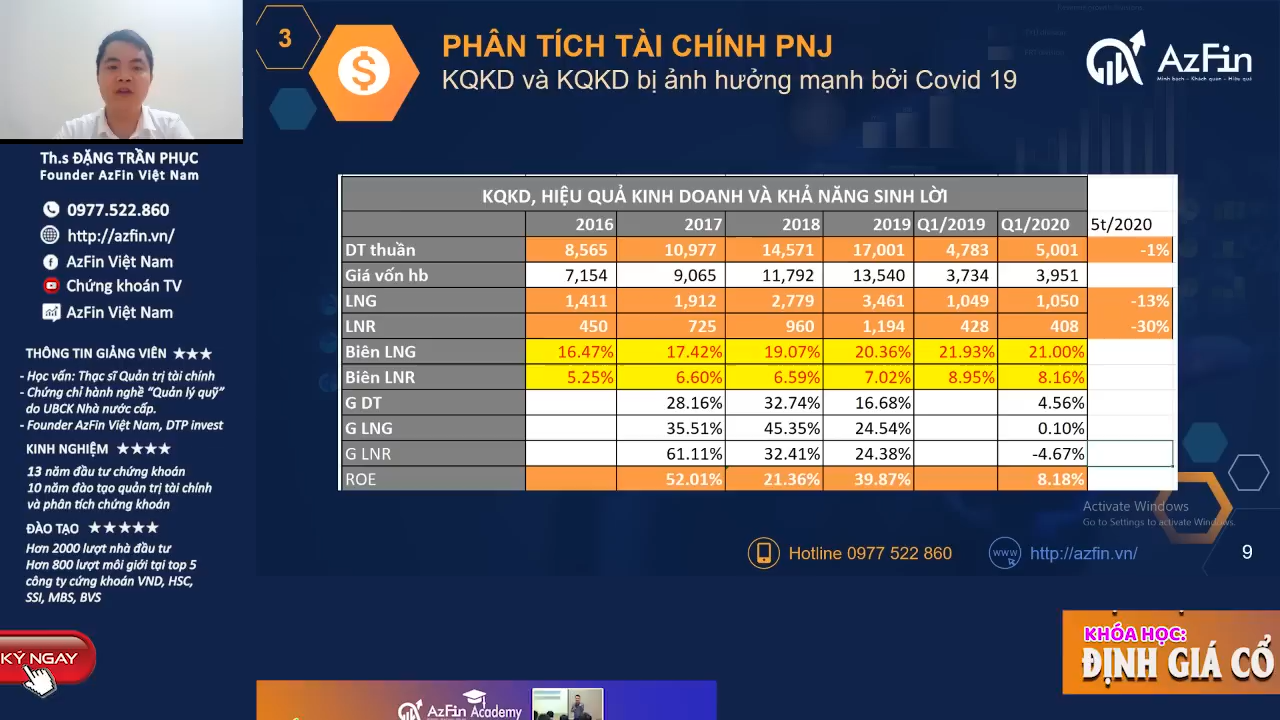 3
PHÂN TÍCH TÀI CHÍNH PNJ
KQKD và KQKD bị ảnh hưởng mạnh bởi Covid 19
AzFin
Minh bạch - Khách quan - Hiệu quả
Th.s ĐẶNG TRẦN PHỤC
Founder AzFin Việt Nam
0977.522.860
http://azfin.vn/
AzFin Việt Nam
Chứng khoán TV
AzFin Việt Nam
THÔNG TIN GIẢNG VIÊN ★★★
- Học vấn: Thạc sĩ Quản trị tài chính
- Chứng chỉ hành nghề “Quản lý quỹ”
do UBCK Nhà nước cấp.
- Founder AzFin Việt Nam, DTP invest
KINH NGHIỆM ★★★★
13 năm đầu tư chứng khoán
10 năm đào tạo quản trị tài chính
và phân tích chứng khoán
ĐÀO TẠO ★★★★★
Hơn 2000 lượt nhà đầu tư
Hơn 800 lượt môi giới tại top 5
công ty cứng khoán VND, HSC,
SSI, MBS, BVS
KÝ NGAY
KQKD, HIỆU QUẢ KINH DOANH VÀ KHẢ NĂNG SINH LỜI
2016 2017 2018 2019 Q1/2019 Q1/2020 5t/2020
DT thuần 8,565 10,977 14,571 17,001 4,783 5,001 -1%
Giá vốn hb 7,154 9,065 11,792 13,540 3,734 3,951
LNG 1,411 1,912 2,779 3,461 1,049 1,050 -13%
LNR 450 725 960 1,194 428 408 -30%
Biên LNG 16.47% 17.42% 19.07% 20.36% 21.93% 21.00%
Biên LNR 5.25% 6.60% 6.59% 7.02% 8.95% 8.16%
G DT 28.16% 32.74% 16.68% 4.56%
G LNG 35.51% 45.35% 24.54% 0.10%
G LNR 61.11% 32.41% 24.38% -4.67%
ROE 52.01% 21.36% 39.87% 8.18%
Activate Windows
Go to Settings to activate Windows.
Hotline 0977 522 860
www
http://azfin.vn/
9
KHÓA HỌC:
ĐỊNH GIÁ CỔ
AzFin Academy